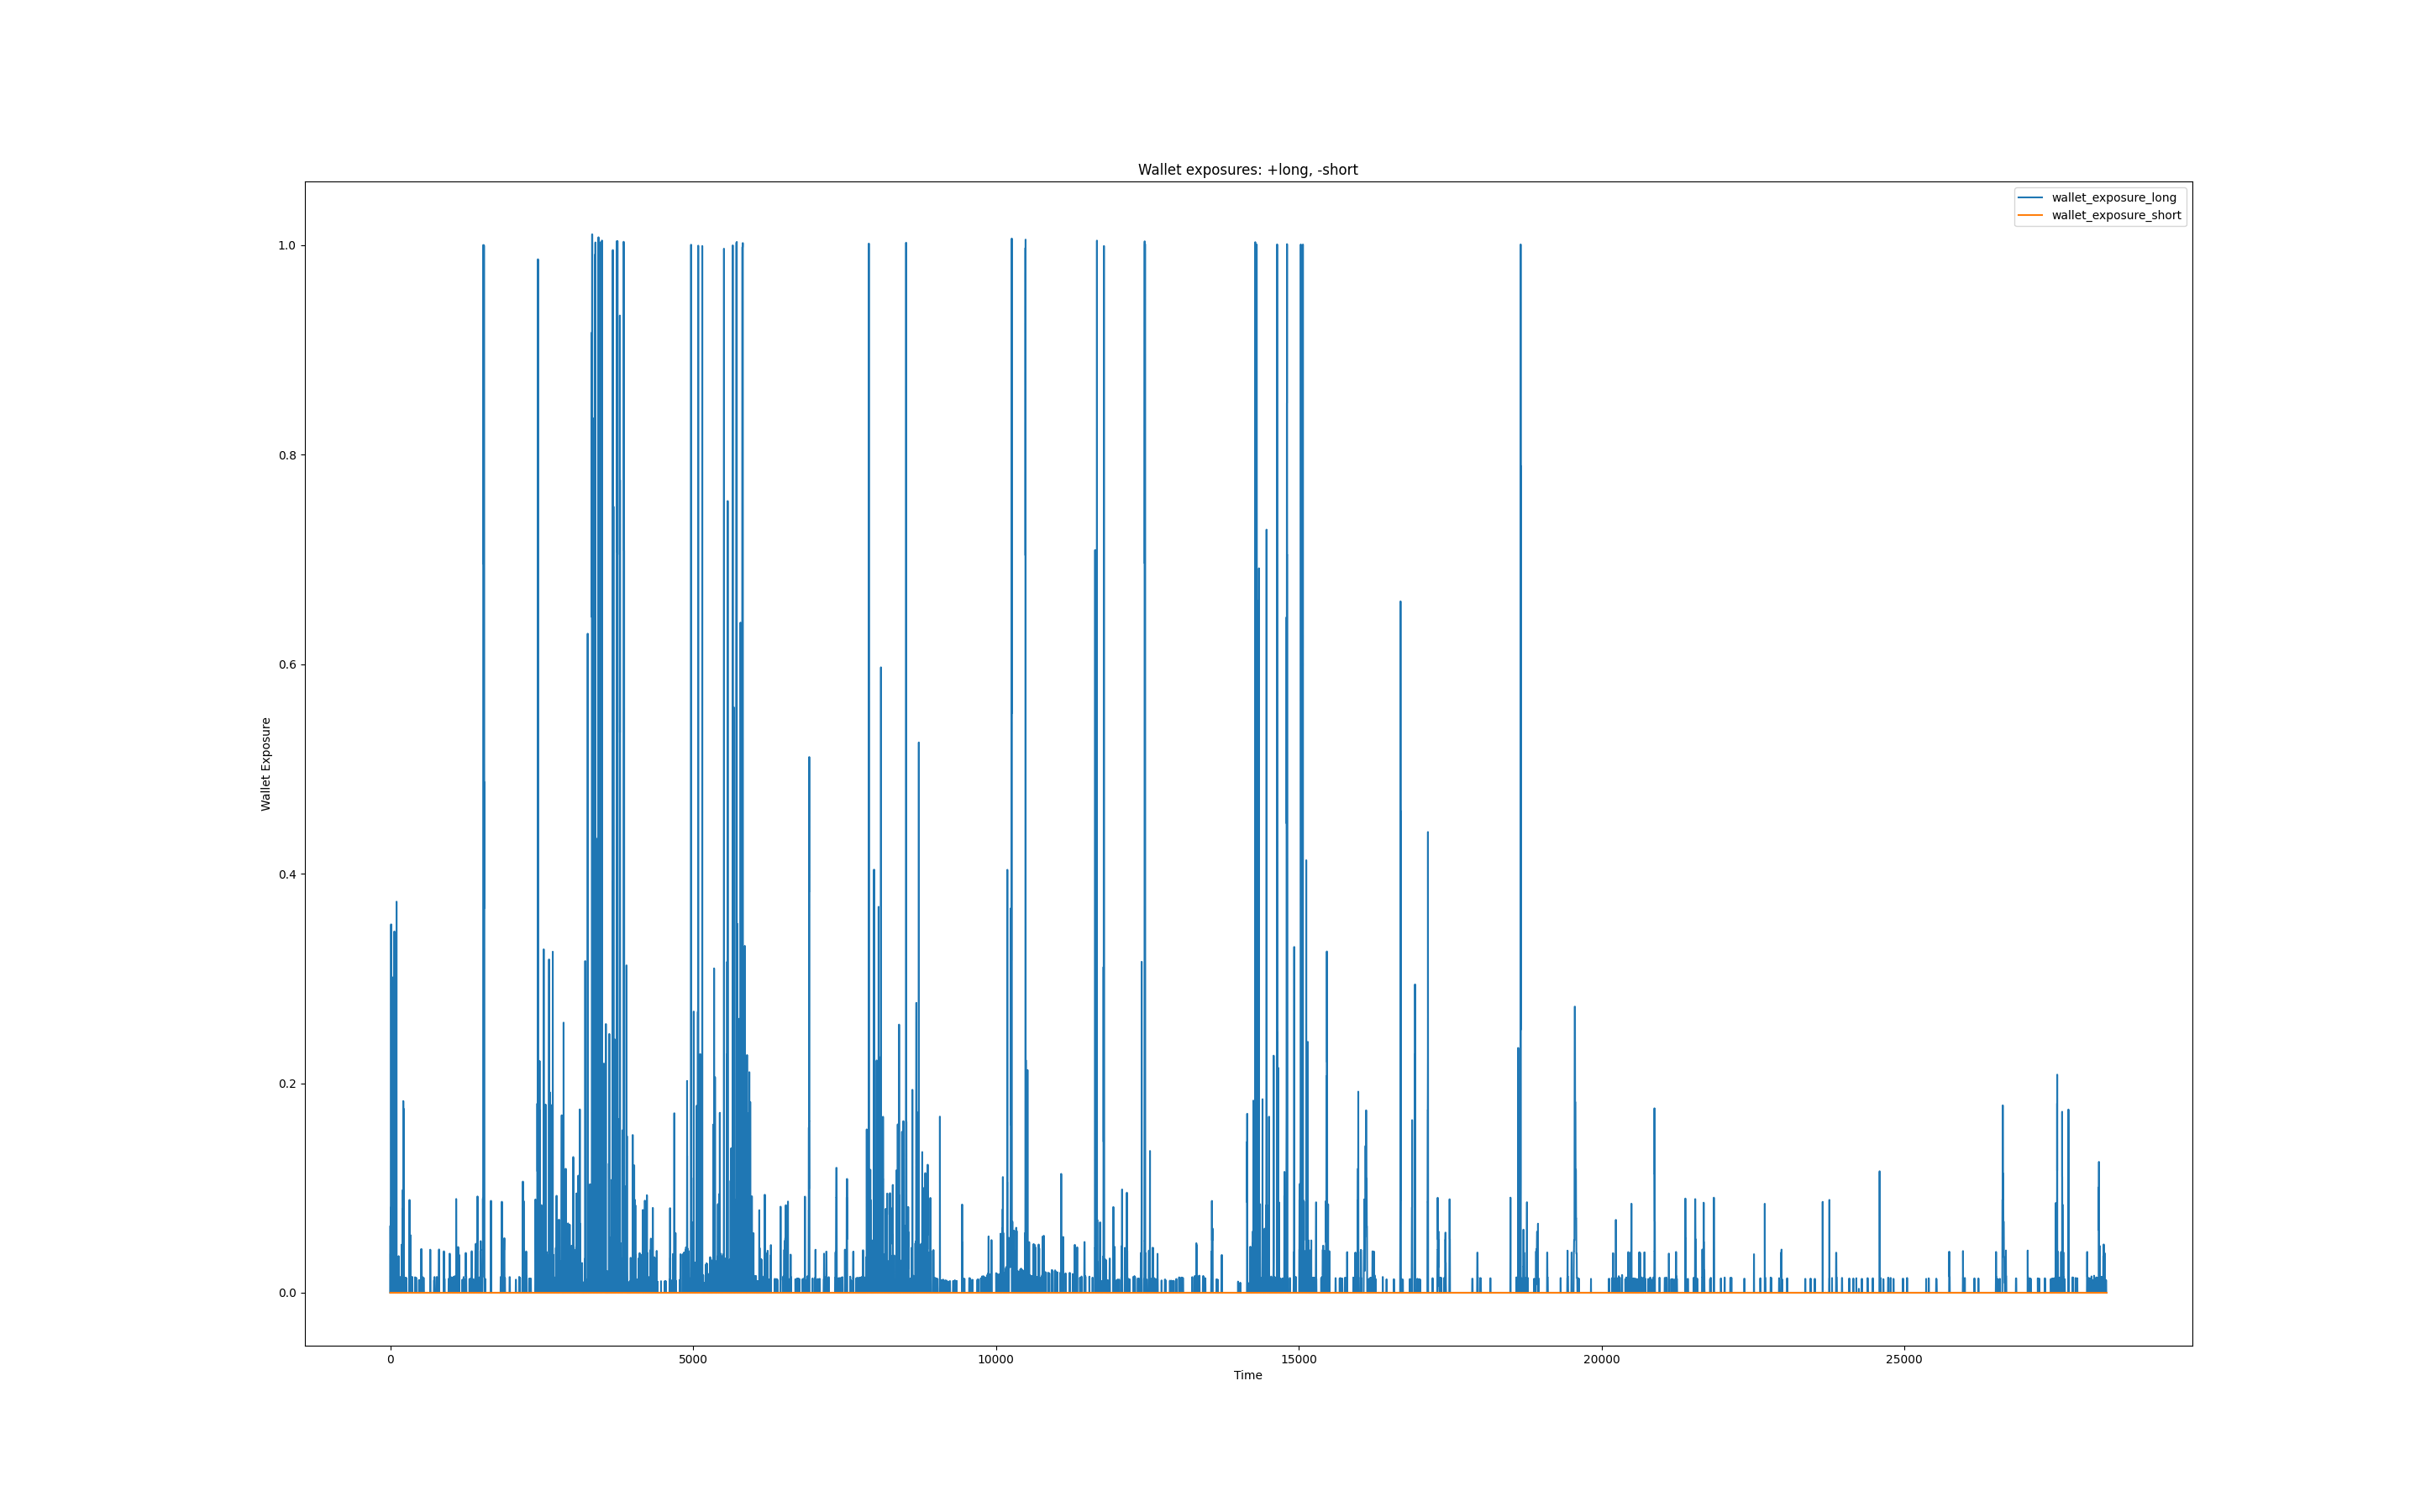 Wallet exposures: +long, -short
wallet_exposure_long
wallet_exposure_short
1.0
0.8
0.6
0.4
0.2
0.0
Wallet Exposure
0 5000 10000 15000 20000 25000
Time